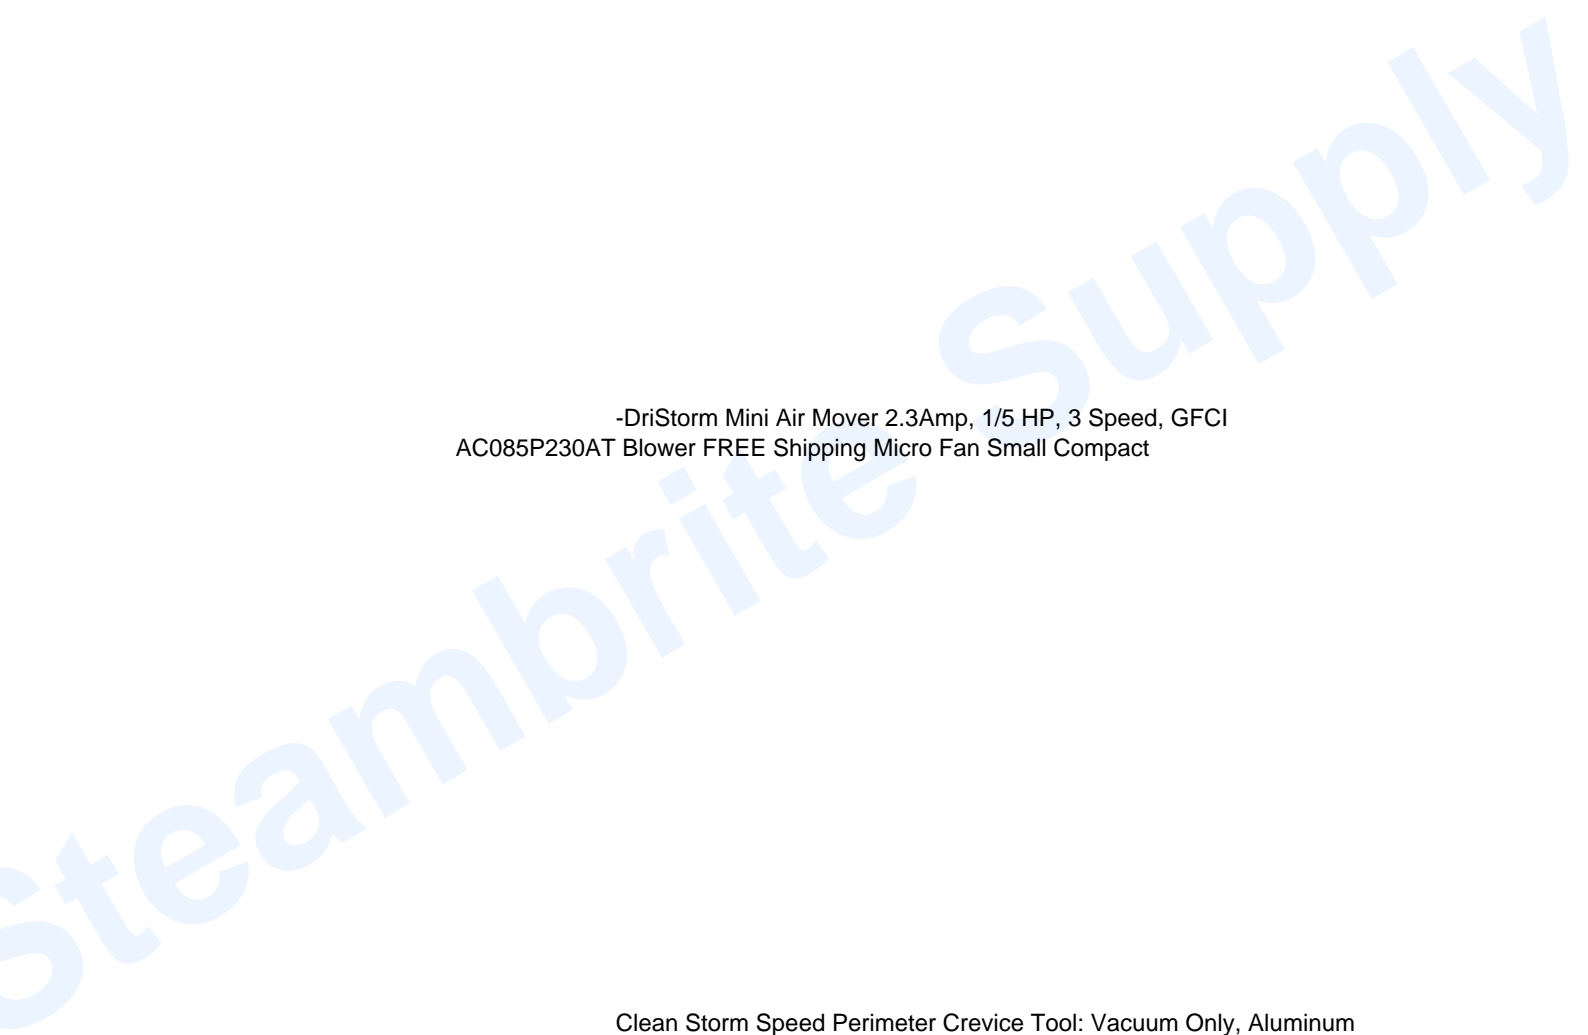 -DriStorm Mini Air Mover 2.3Amp, 1/5 HP, 3 Speed, GFCI
AC085P230AT Blower FREE Shipping Micro Fan Small Compact
Steambrite Supply
Clean Storm Speed Perimeter Crevice Tool: Vacuum Only, Aluminum